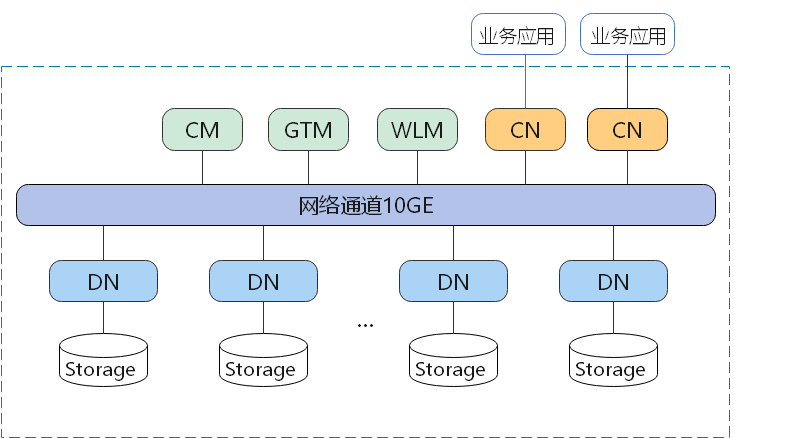 业务应用
业务应用
CM
GTM
WLM
CN
CN
网络通道10GE
DN
DN
DN
DN
...
Storage
Storage
Storage
Storage